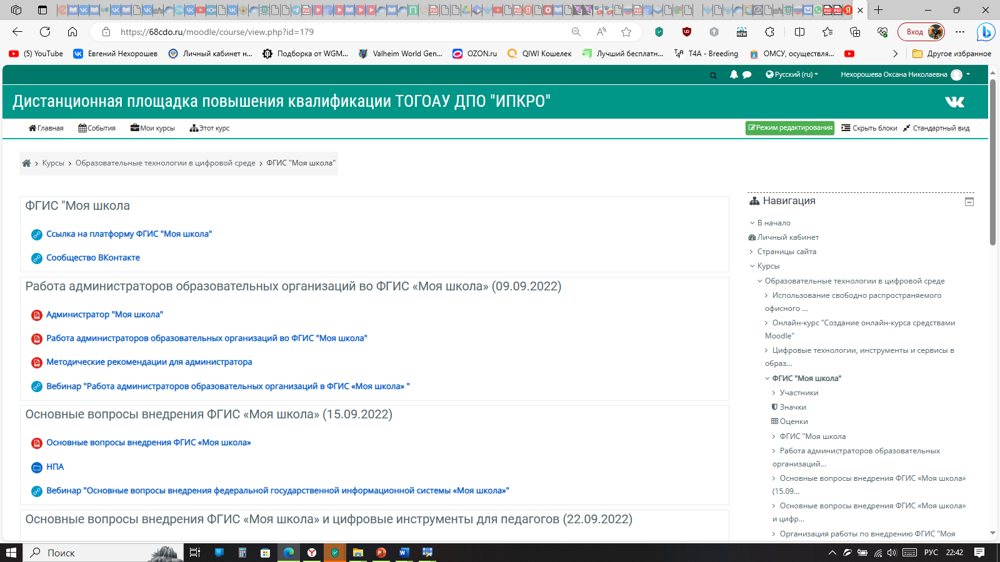 https://68cdo.ru/moodle/course/view.php?id=179
Вход
(5) YouTube
Евгений Нехорошев
Личный кабинет н...
Подборка от WGM...
Valheim World Gen...
OZON.ru
QIWI Кошелек
Лучший бесплатн...
T4A - Breeding
ОМСУ, осуществля...
Другое избранное
Русский (ru)
Нехорошева Оксана Николаевна
Дистанционная площадка повышения квалификации ТОГОАУ ДПО "ИПКРО"
Главная
События
Мои курсы
Этот курс
Режим редактирования
Скрыть блоки
Стандартный вид
Курсы › Образовательные технологии в цифровой среде › ФГИС "Моя школа"
ФГИС "Моя школа
Ссылка на платформу ФГИС "Моя школа"
Сообщество ВКонтакте
Работа администраторов образовательных организаций во ФГИС «Моя школа» (09.09.2022)
Администратор "Моя школа"
Работа администраторов образовательных организаций во ФГИС "Моя школа"
Методические рекомендации для администратора
Вебинар "Работа администраторов образовательных организаций в ФГИС «Моя школа» "
Основные вопросы внедрения ФГИС «Моя школа» (15.09.2022)
Основные вопросы внедрения ФГИС «Моя школа»
НПА
Вебинар "Основные вопросы внедрения федеральной государственной информационной системы «Моя школа»"
Основные вопросы внедрения ФГИС «Моя школа» и цифровые инструменты для педагогов (22.09.2022)
Навигация
В начало
Личный кабинет
Страницы сайта
Курсы
Образовательные технологии в цифровой среде
Использование свободно распространяемого
офисного ...
Онлайн-курс "Создание онлайн-курса средствами
Moodle"
Цифровые технологии, инструменты и сервисы в
образ...
ФГИС "Моя школа"
Участники
Значки
Оценки
ФГИС "Моя школа
Работа администраторов образовательных
организаций...
Основные вопросы внедрения ФГИС «Моя школа»
(15.09...
Основные вопросы внедрения ФГИС «Моя школа»
и цифр...
Организация работы по внедрению ФГИС "Моя
Поиск
РУС
22:42